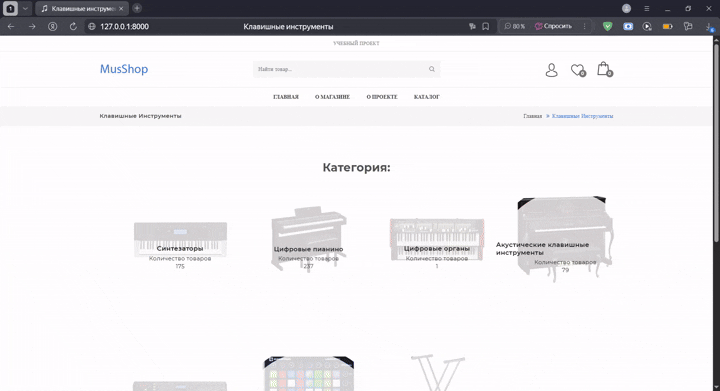 1
Клавишные инструмен
127.0.0.1:8000
Клавишные инструменты
80 %
Спросить
УЧЕБНЫЙ ПРОЕКТ
MusShop
Найти товар...
0
0
ГЛАВНАЯ
О МАГАЗИНЕ
О ПРОЕКТЕ
КАТАЛОГ
Клавишные Инструменты
Главная » Клавишные Инструменты
Категория:
Синтезаторы
Количество товаров
175
Цифровые пианино
Количество товаров
237
Цифровые органы
Количество товаров
1
Акустические клавишные
инструменты
Количество товаров
79